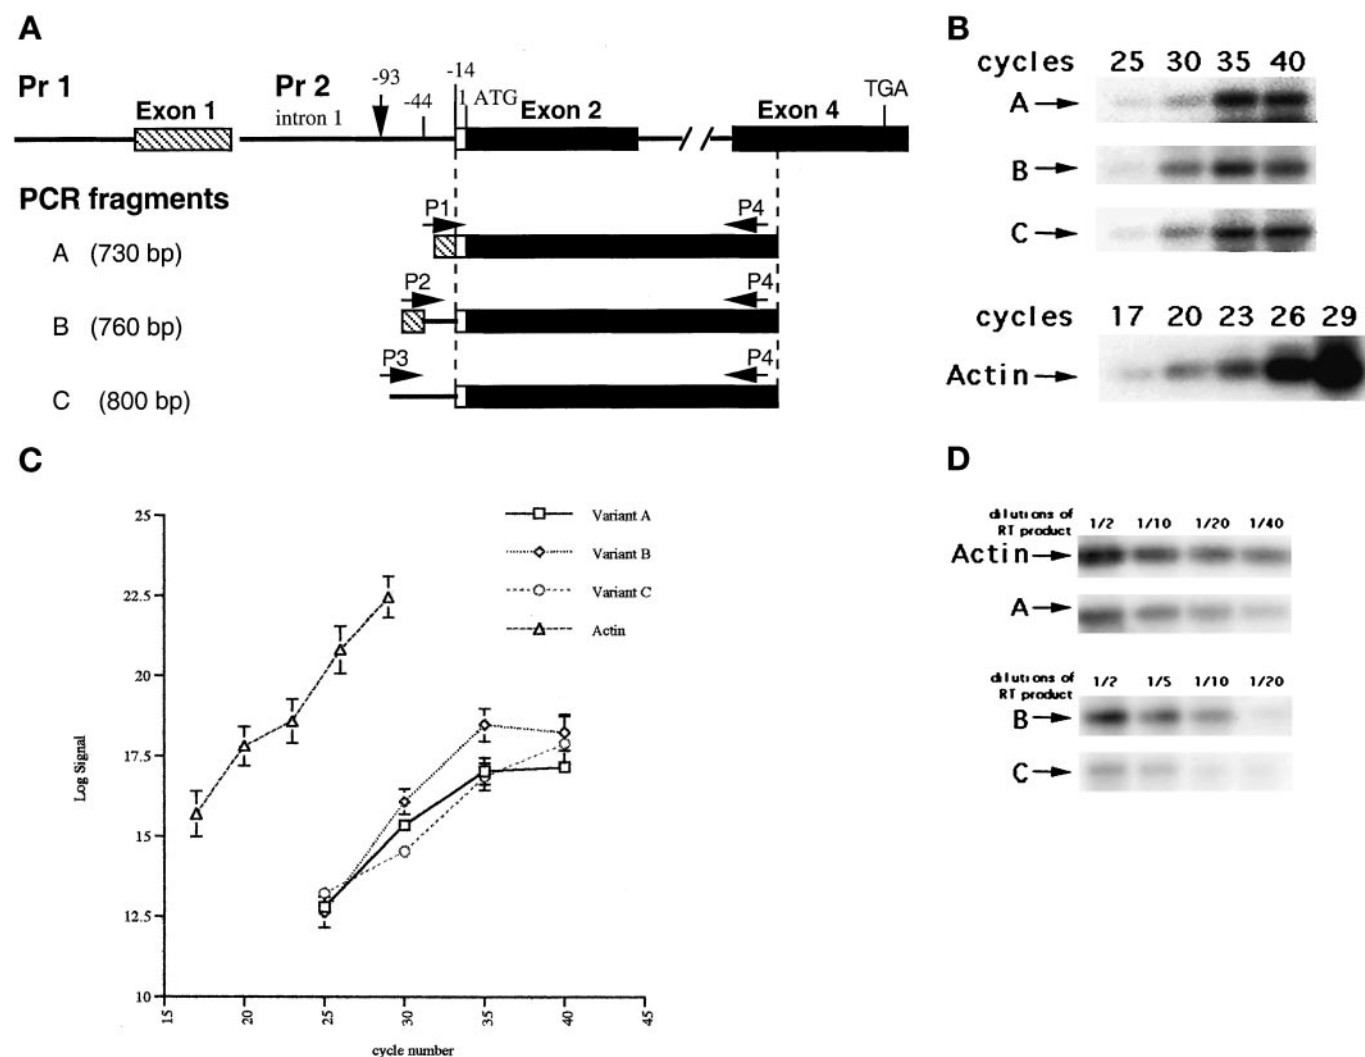 A
Pr 1
Exon 1
Pr 2
intron 1
-93
-44
-14
1 ATG
Exon 2
Exon 4
TGA
PCR fragments
A (730 bp)
P1
P4
B (760 bp)
P2
P4
C (800 bp)
P3
P4
B
cycles 25 30 35 40
A
B
C
cycles 17 20 23 26 29
Actin
C
25
22.5
20
17.5
15
12.5
10
Log Signal
15 20 25 30 35 40 45
cycle number
Variant A
Variant B
Variant C
Actin
D
dilutions of
RT product
1/2 1/10 1/20 1/40
Actin
A
dilutions of
RT product
1/2 1/5 1/10 1/20
B
C